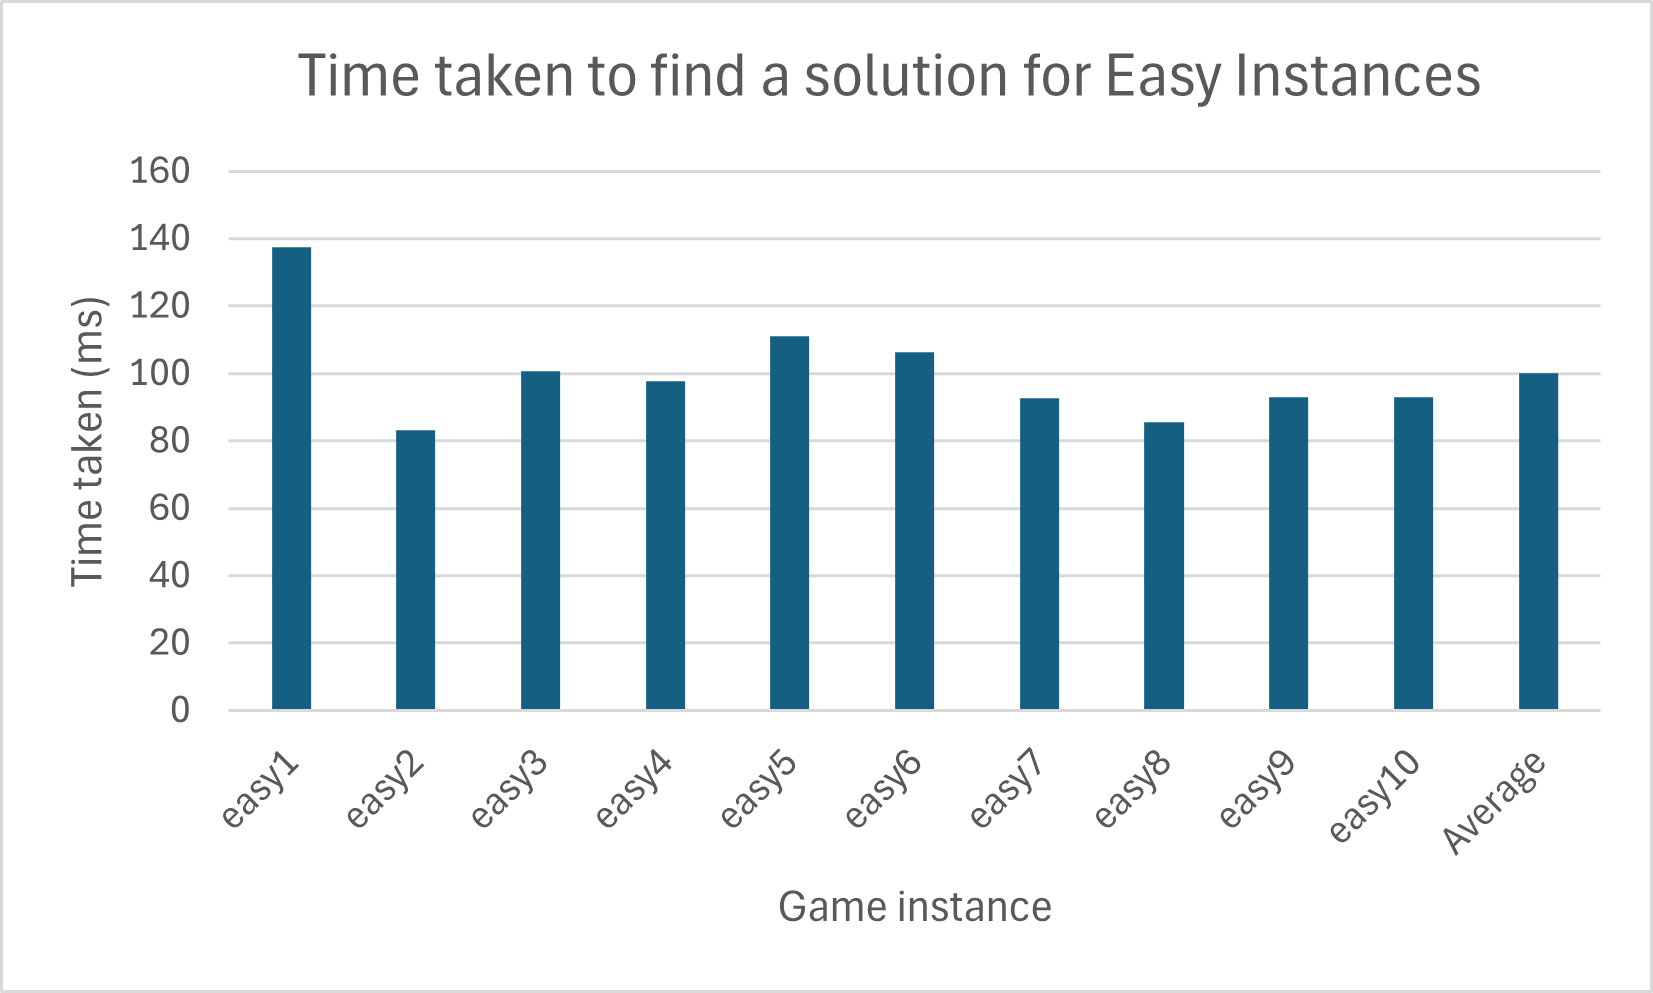 Time taken to find a solution for Easy Instances
160
140
120
100
80
60
40
20
0
Time taken (ms)
easy1
easy2
easy3
easy4
easy5
easy6
easy7
easy8
easy9
easy10
Average
Game instance